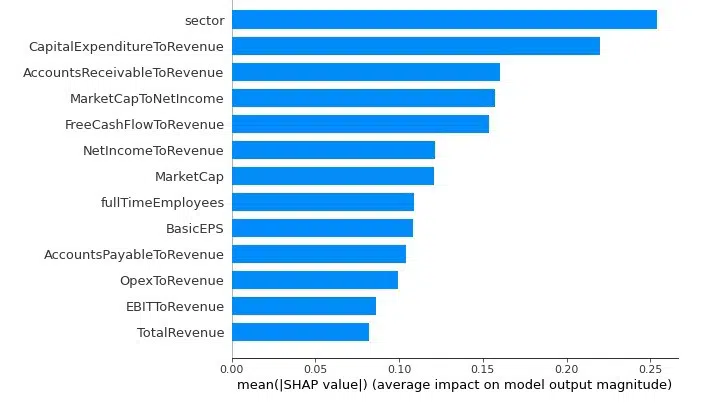 sector
CapitalExpenditureToRevenue
AccountsReceivableToRevenue
MarketCapToNetIncome
FreeCashFlowToRevenue
NetIncomeToRevenue
MarketCap
fullTimeEmployees
BasicEPS
AccountsPayableToRevenue
OpexToRevenue
EBITToRevenue
TotalRevenue
0.00 0.05 0.10 0.15 0.20 0.25
mean(|SHAP value|) (average impact on model output magnitude)